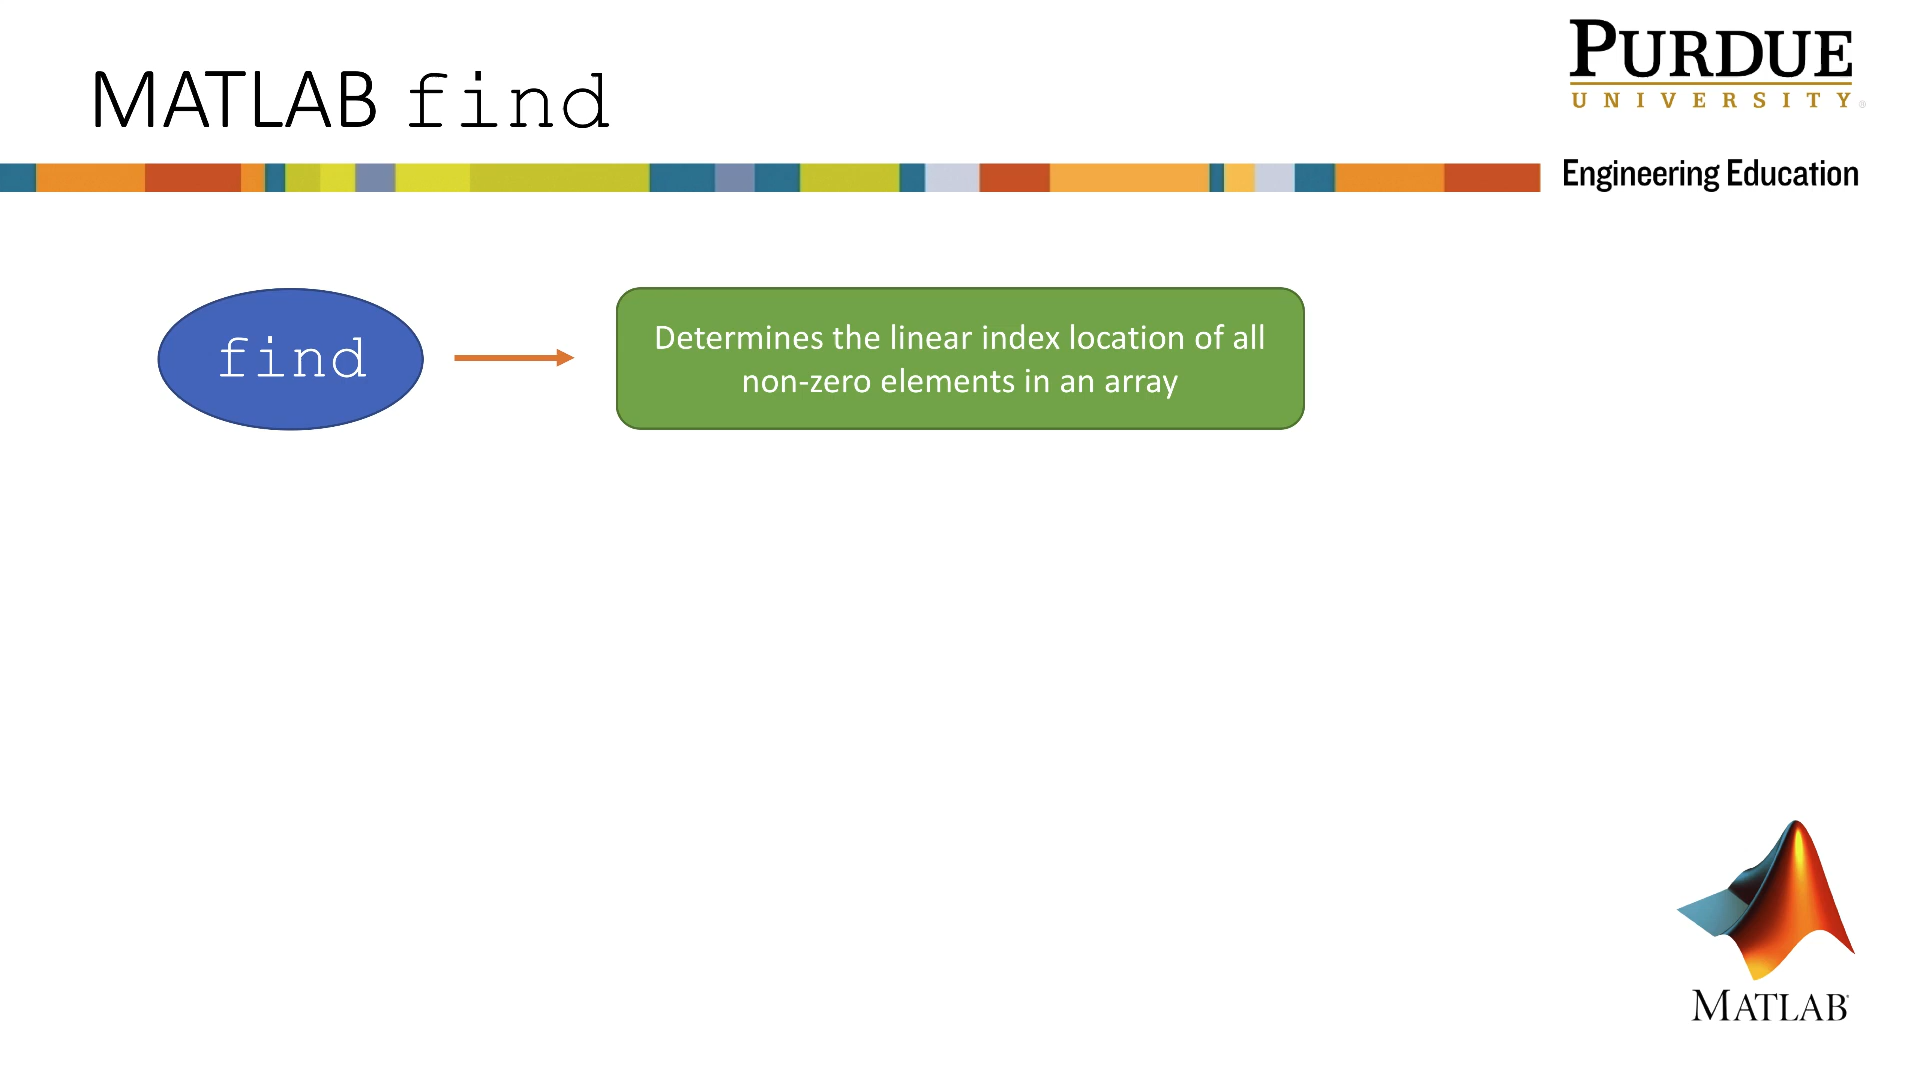 MATLAB find
PURDUE
UNIVERSITY®
Engineering Education
find
Determines the linear index location of all
non-zero elements in an array
MATLAB®